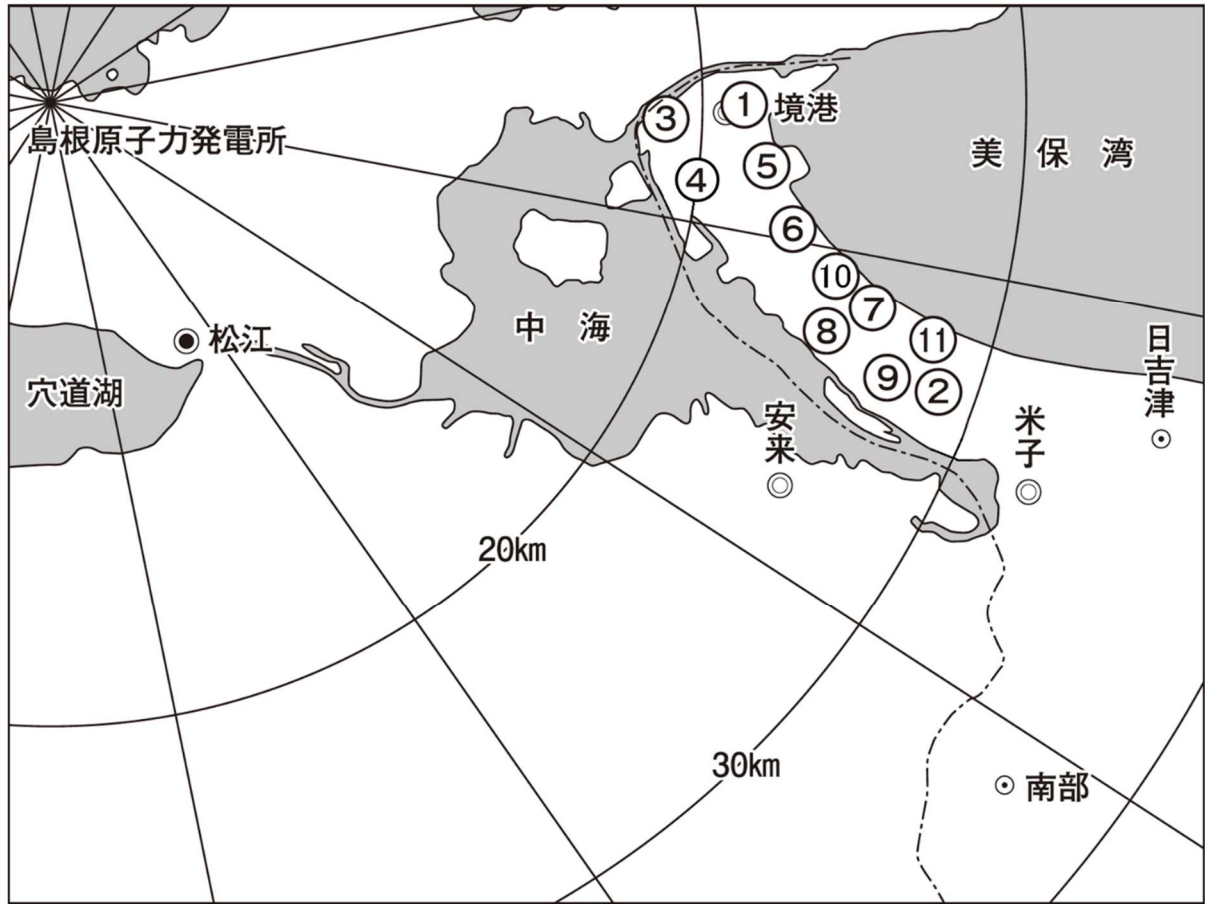 島根原子力発電所
③
①
境港
④
⑤
美保湾
⑥
⑩
⑦
中海
⑧
⑪
松江
日吉津
⑨
②
穴道湖
安来
米子
20km
30km
南部